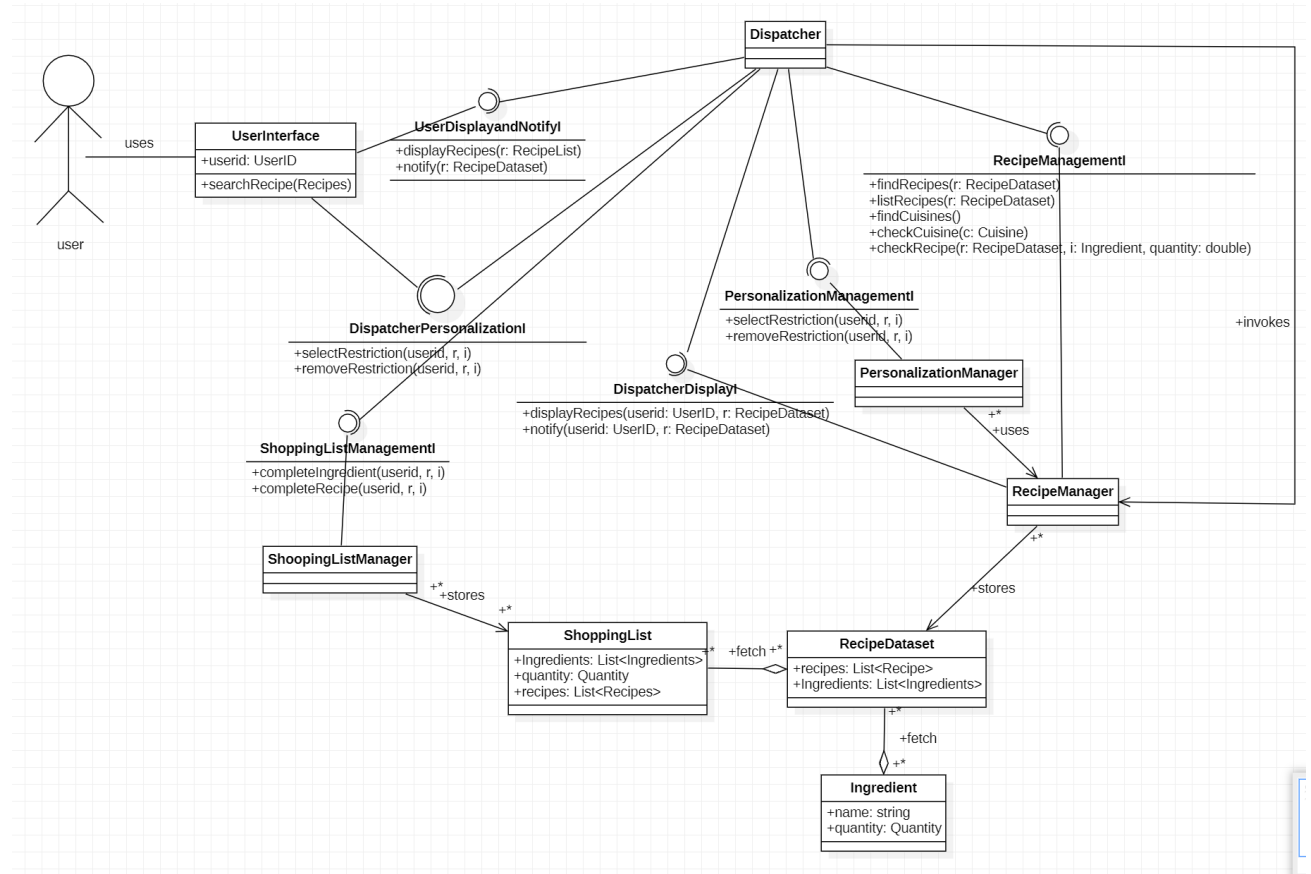 Dispatcher
UserInterface
+userid: UserID
+searchRecipe(Recipes)
uses
user
UserDisplayandNotifyI
+displayRecipes(r: RecipeList)
+notify(r: RecipeDataset)
RecipeManagementI
+findRecipes(r: RecipeDataset)
+listRecipes(r: RecipeDataset)
+findCuisines()
+checkCuisine(c: Cuisine)
+checkRecipe(r: RecipeDataset, i: Ingredient, quantity: double)
PersonalizationManagementI
+selectRestriction(userid, r, i)
+removeRestriction(userid, r, i)
+invokes
DispatcherPersonalizationI
+selectRestriction(userid, r, i)
+removeRestriction(userid, r, i)
DispatcherDisplayI
+displayRecipes(userid: UserID, r: RecipeDataset)
+notify(userid: UserID, r: RecipeDataset)
PersonalizationManager
+*
+uses
ShoppingListManagementI
+completeIngredient(userid, r, i)
+completeRecipe(userid, r, i)
RecipeManager
+*
+stores
ShoopingListManager
+*
+stores
+*
ShoppingList
+Ingredients: List<Ingredients>
+quantity: Quantity
+recipes: List<Recipes>
+*
+fetch
+*
RecipeDataset
+recipes: List<Recipe>
+Ingredients: List<Ingredients>
+*
+fetch
+*
Ingredient
+name: string
+quantity: Quantity